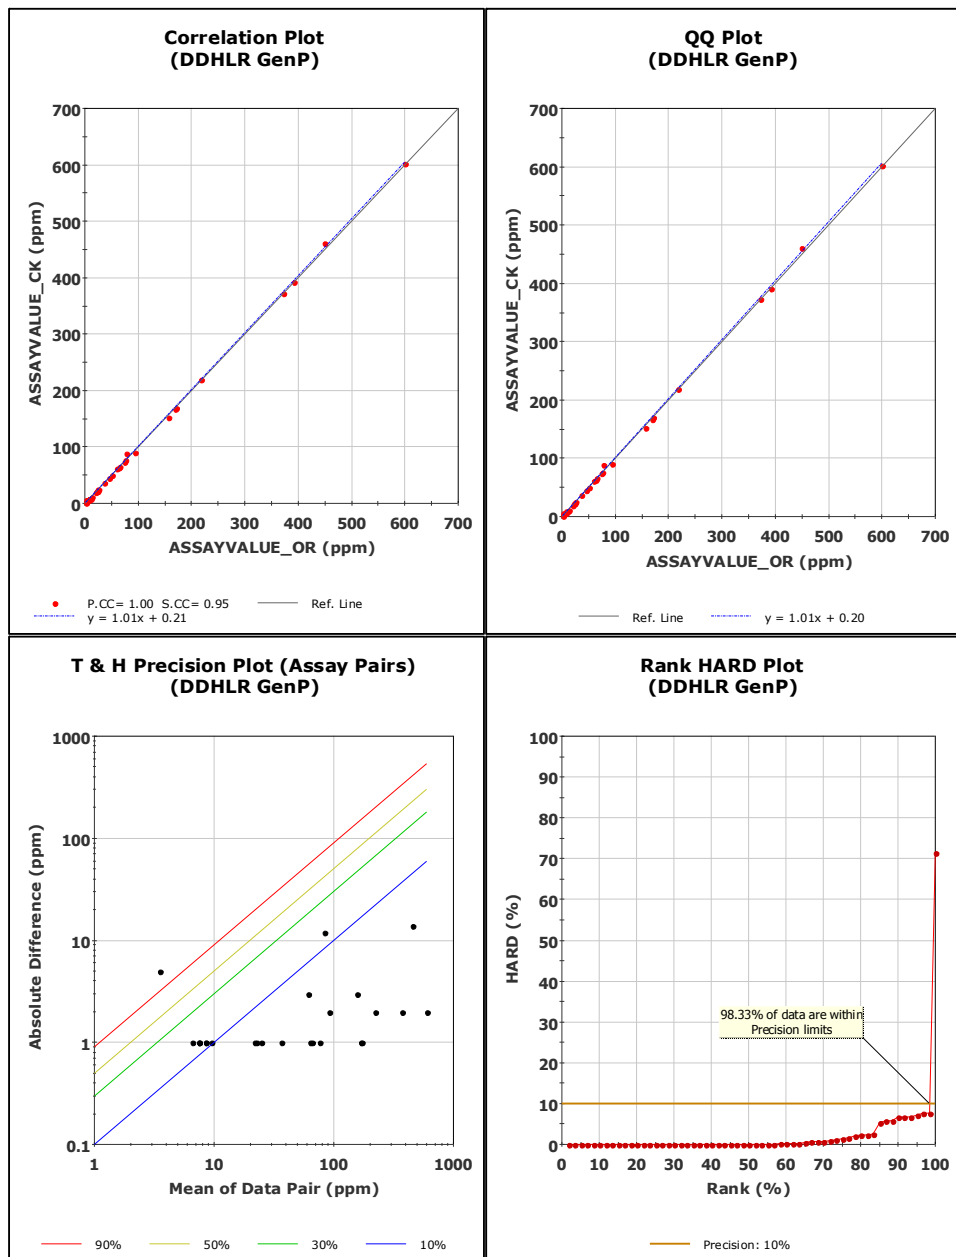 Correlation Plot
(DDHLR GenP)
700
600
500
400
300
200
100
0
ASSAYVALUE_CK (ppm)
0 100 200 300 400 500 600 700
ASSAYVALUE_OR (ppm)
P.CC= 1.00 S.CC= 0.95 Ref. Line
y = 1.01x + 0.21
QQ Plot
(DDHLR GenP)
700
600
500
400
300
200
100
0
ASSAYVALUE_CK (ppm)
0 100 200 300 400 500 600 700
ASSAYVALUE_OR (ppm)
Ref. Line y = 1.01x + 0.20
T & H Precision Plot (Assay Pairs)
(DDHLR GenP)
1000
100
10
1
0.1
Absolute Difference (ppm)
1 10 100 1000
Mean of Data Pair (ppm)
90% 50% 30% 10%
Rank HARD Plot
(DDHLR GenP)
100
90
80
70
60
50
40
30
20
10
0
HARD (%)
98.33% of data are within
Precision limits
0 10 20 30 40 50 60 70 80 90 100
Rank (%)
Precision: 10%